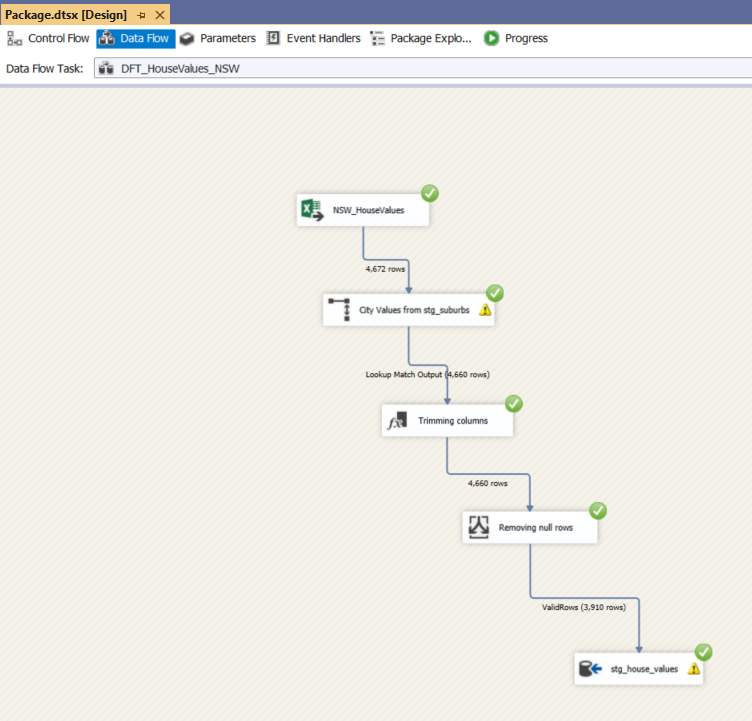 Package.dtsx [Design]
Control Flow Data Flow Parameters Event Handlers Package Explo... Progress
Data Flow Task: DFT_HouseValues_NSW
NSW_HouseValues
4,672 rows
City Values from stg_suburbs
Lookup Match Output (4,660 rows)
Trimming columns
4,660 rows
Removing null rows
ValidRows (3,910 rows)
stg_house_values